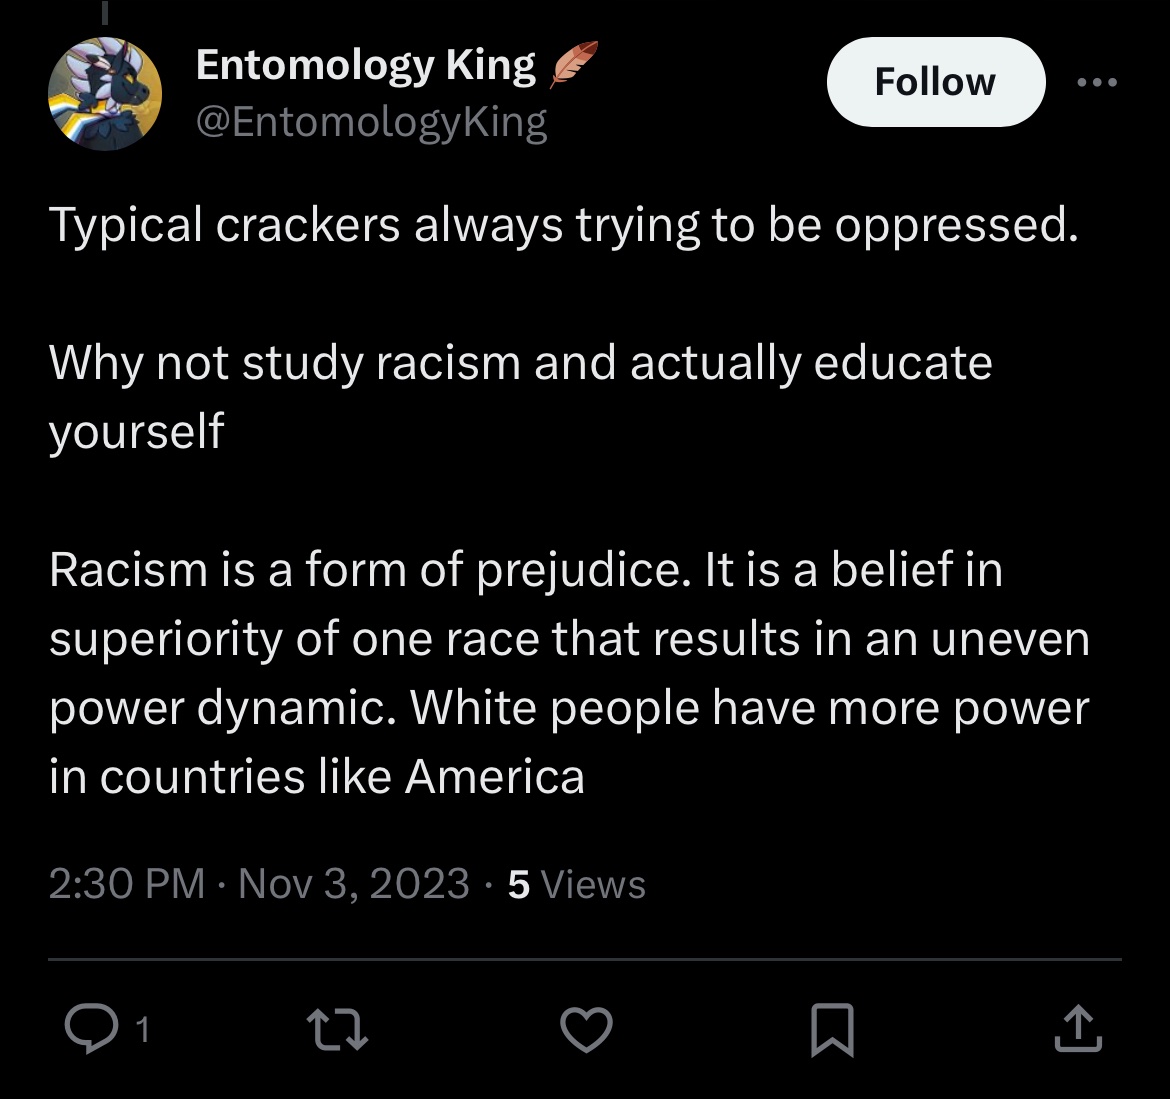 Entomology King 🪶
@EntomologyKing
Follow
Typical crackers always trying to be oppressed.
Why not study racism and actually educate
yourself
Racism is a form of prejudice. It is a belief in
superiority of one race that results in an uneven
power dynamic. White people have more power
in countries like America
2:30 PM · Nov 3, 2023 · 5 Views
1